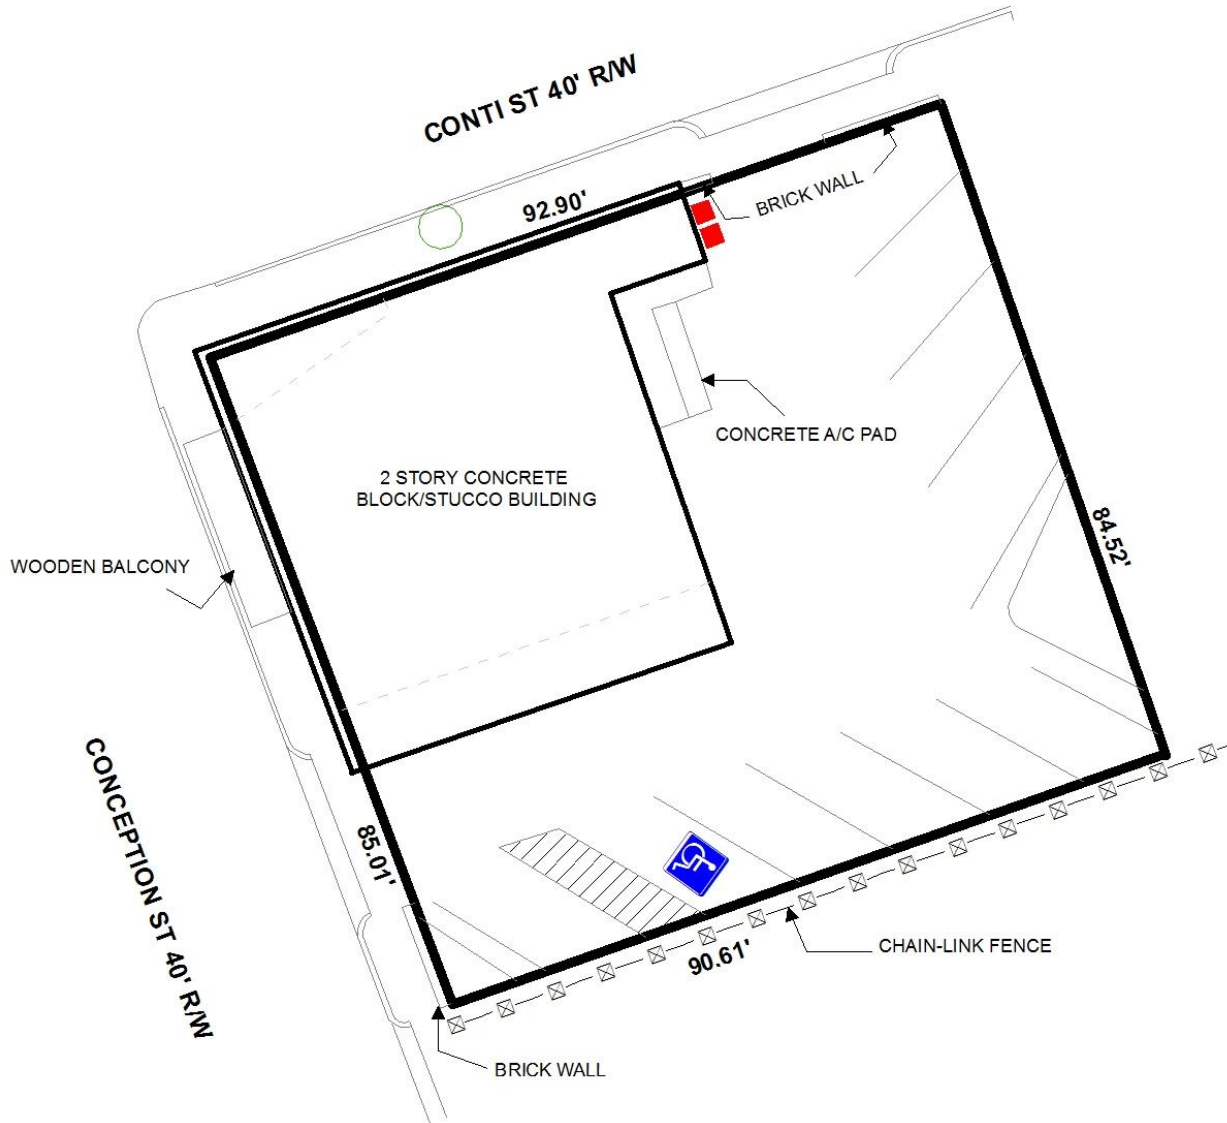 CONTI ST 40' R/W
92.90'
BRICK WALL
CONCRETE A/C PAD
2 STORY CONCRETE
BLOCK/STUCCO BUILDING
84.52'
WOODEN BALCONY
CONCEPTION ST 40' R/W
85.01'
90.61'
CHAIN-LINK FENCE
BRICK WALL